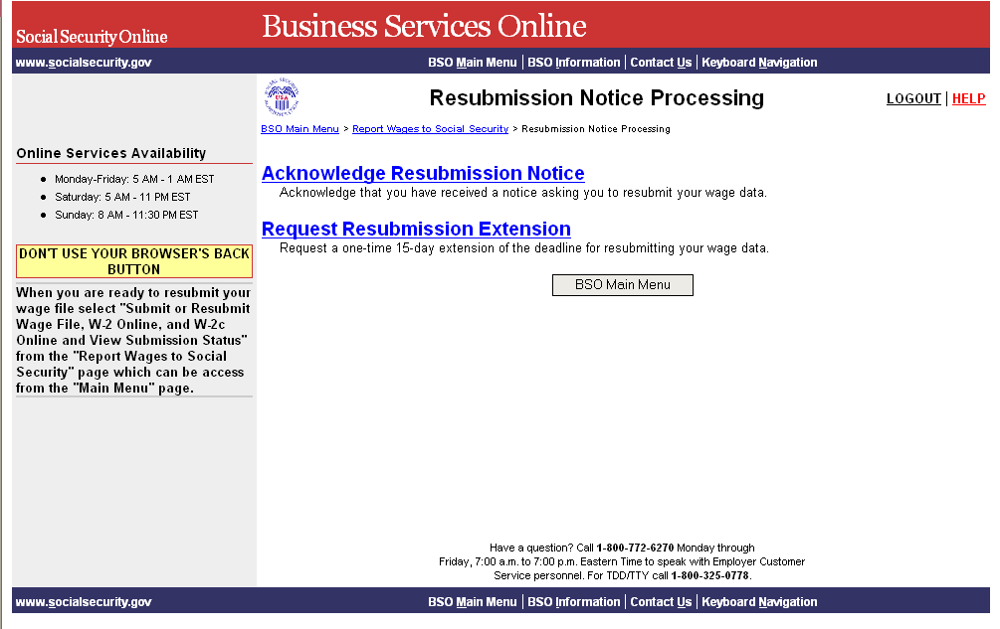 Social Security Online
Business Services Online
www.socialsecurity.gov
BSO Main Menu | BSO Information | Contact Us | Keyboard Navigation
Resubmission Notice Processing
LOGOUT | HELP
BSO Main Menu > Report Wages to Social Security > Resubmission Notice Processing
Online Services Availability
• Monday-Friday: 5 AM - 1 AM EST
• Saturday: 5 AM - 11 PM EST
• Sunday: 8 AM - 11:30 PM EST
DON'T USE YOUR BROWSER'S BACK
BUTTON
When you are ready to resubmit your
wage file select "Submit or Resubmit
Wage File, W-2 Online, and W-2c
Online and View Submission Status"
from the "Report Wages to Social
Security" page which can be access
from the "Main Menu" page.
Acknowledge Resubmission Notice
Acknowledge that you have received a notice asking you to resubmit your wage data.
Request Resubmission Extension
Request a one-time 15-day extension of the deadline for resubmitting your wage data.
BSO Main Menu
Have a question? Call 1-800-772-6270 Monday through
Friday, 7:00 a.m. to 7:00 p.m. Eastern Time to speak with Employer Customer
Service personnel. For TDD/TTY call 1-800-325-0778.
www.socialsecurity.gov
BSO Main Menu | BSO Information | Contact Us | Keyboard Navigation